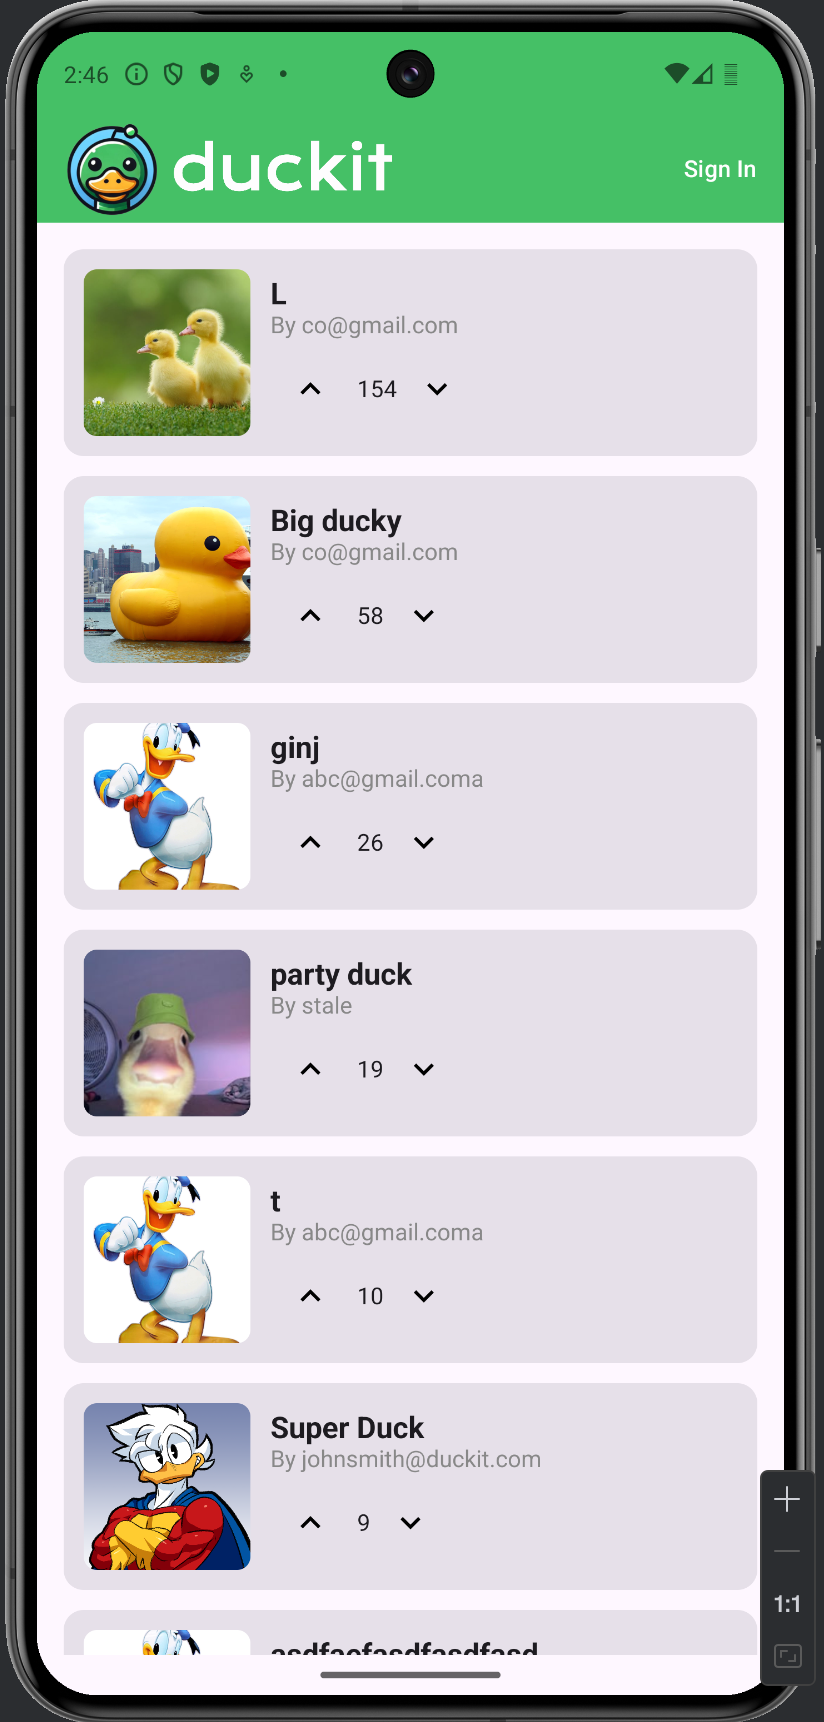 2:46
duckit
Sign In
L
By co@gmail.com
154
Big ducky
By co@gmail.com
58
ginj
By abc@gmail.coma
26
party duck
By stale
19
t
By abc@gmail.coma
10
Super Duck
By johnsmith@duckit.com
9
1:1